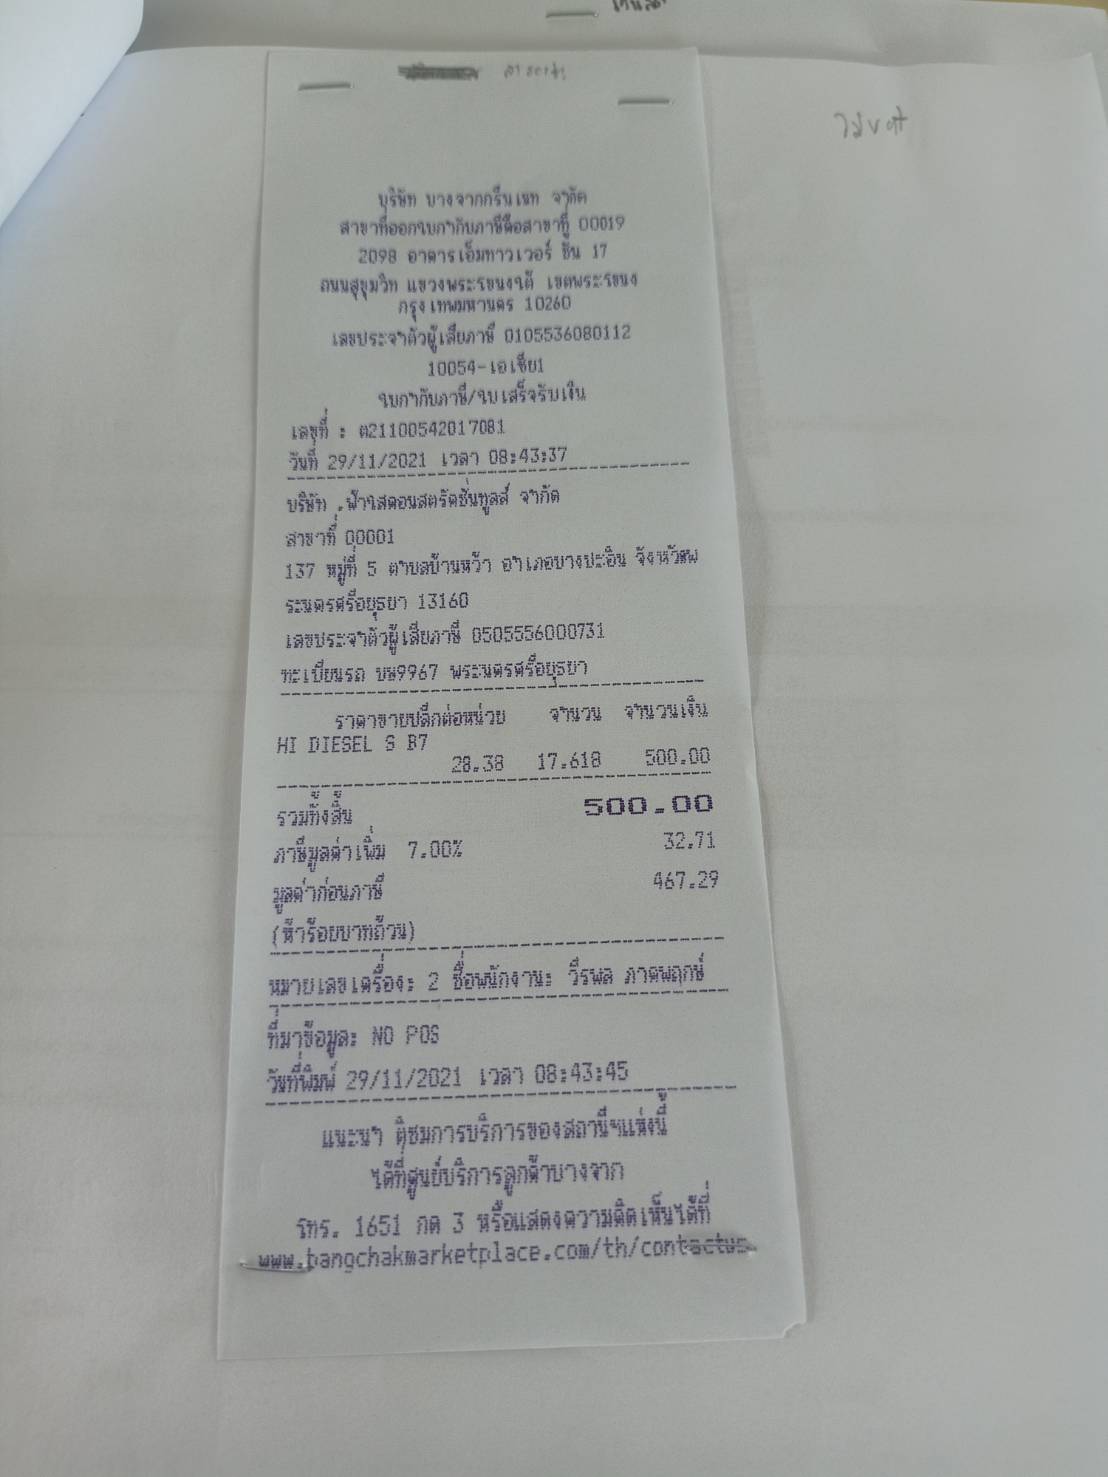 บริษัท บางจากกรีนเนท จำกัด
สาขาที่ออกใบกำกับภาษีคือสาขาที่ 00019
2098 อาคารเอ็มทาวเวอร์ ชั้น 17
ถนนสุขุมวิท แขวงพระโขนงใต้ เขตพระโขนง
กรุงเทพมหานคร 10260
เลขประจำตัวผู้เสียภาษี 0105536080112
10054-เอเชีย1
ใบกำกับภาษี/ใบเสร็จรับเงิน
เลขที่ : ต21100542017081
วันที่ 29/11/2021 เวลา 08:43:37
บริษัท .ฟ้าใสคอนสตรัคชั่นทูลส์ จำกัด
สาขาที่ 00001
137 หมู่ที่ 5 ตำบลบ้านหว้า อำเภอบางปะอิน จังหวัดพ
ระนครศรีอยุธยา 13160
เลขประจำตัวผู้เสียภาษี 0505556000731
ทะเบียนรถ บษ9967 พระนครศรีอยุธยา
ราคาขายปลีกต่อหน่วย จำนวน จำนวนเงิน
HI DIESEL S B7
28.38 17.618 500.00
รวมทั้งสิ้น 500.00
ภาษีมูลค่าเพิ่ม 7.00% 32.71
มูลค่าก่อนภาษี 467.29
(ห้าร้อยบาทถ้วน)
หมายเลขเครื่อง: 2 ชื่อพนักงาน: วีรพล ภาคพฤกษ์
ที่มาข้อมูล: NO POS
วันที่พิมพ์ 29/11/2021 เวลา 08:43:45
แนะนำ ติชมการบริการของสถานีฯแห่งนี้
ได้ที่ศูนย์บริการลูกค้าบางจาก
โทร. 1651 กด 3 หรือแสดงความคิดเห็นได้ที่
www.bangchakmarketplace.com/th/contactus